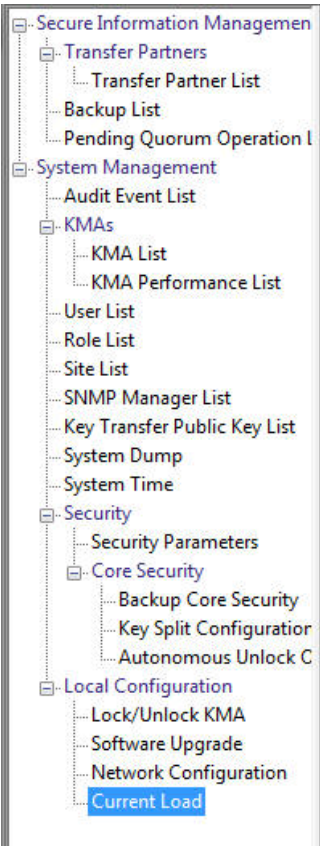 Secure Information Managemen
Transfer Partners
Transfer Partner List
Backup List
Pending Quorum Operation L
System Management
Audit Event List
KMAs
KMA List
KMA Performance List
User List
Role List
Site List
SNMP Manager List
Key Transfer Public Key List
System Dump
System Time
Security
Security Parameters
Core Security
Backup Core Security
Key Split Configuration
Autonomous Unlock O
Local Configuration
Lock/Unlock KMA
Software Upgrade
Network Configuration
Current Load